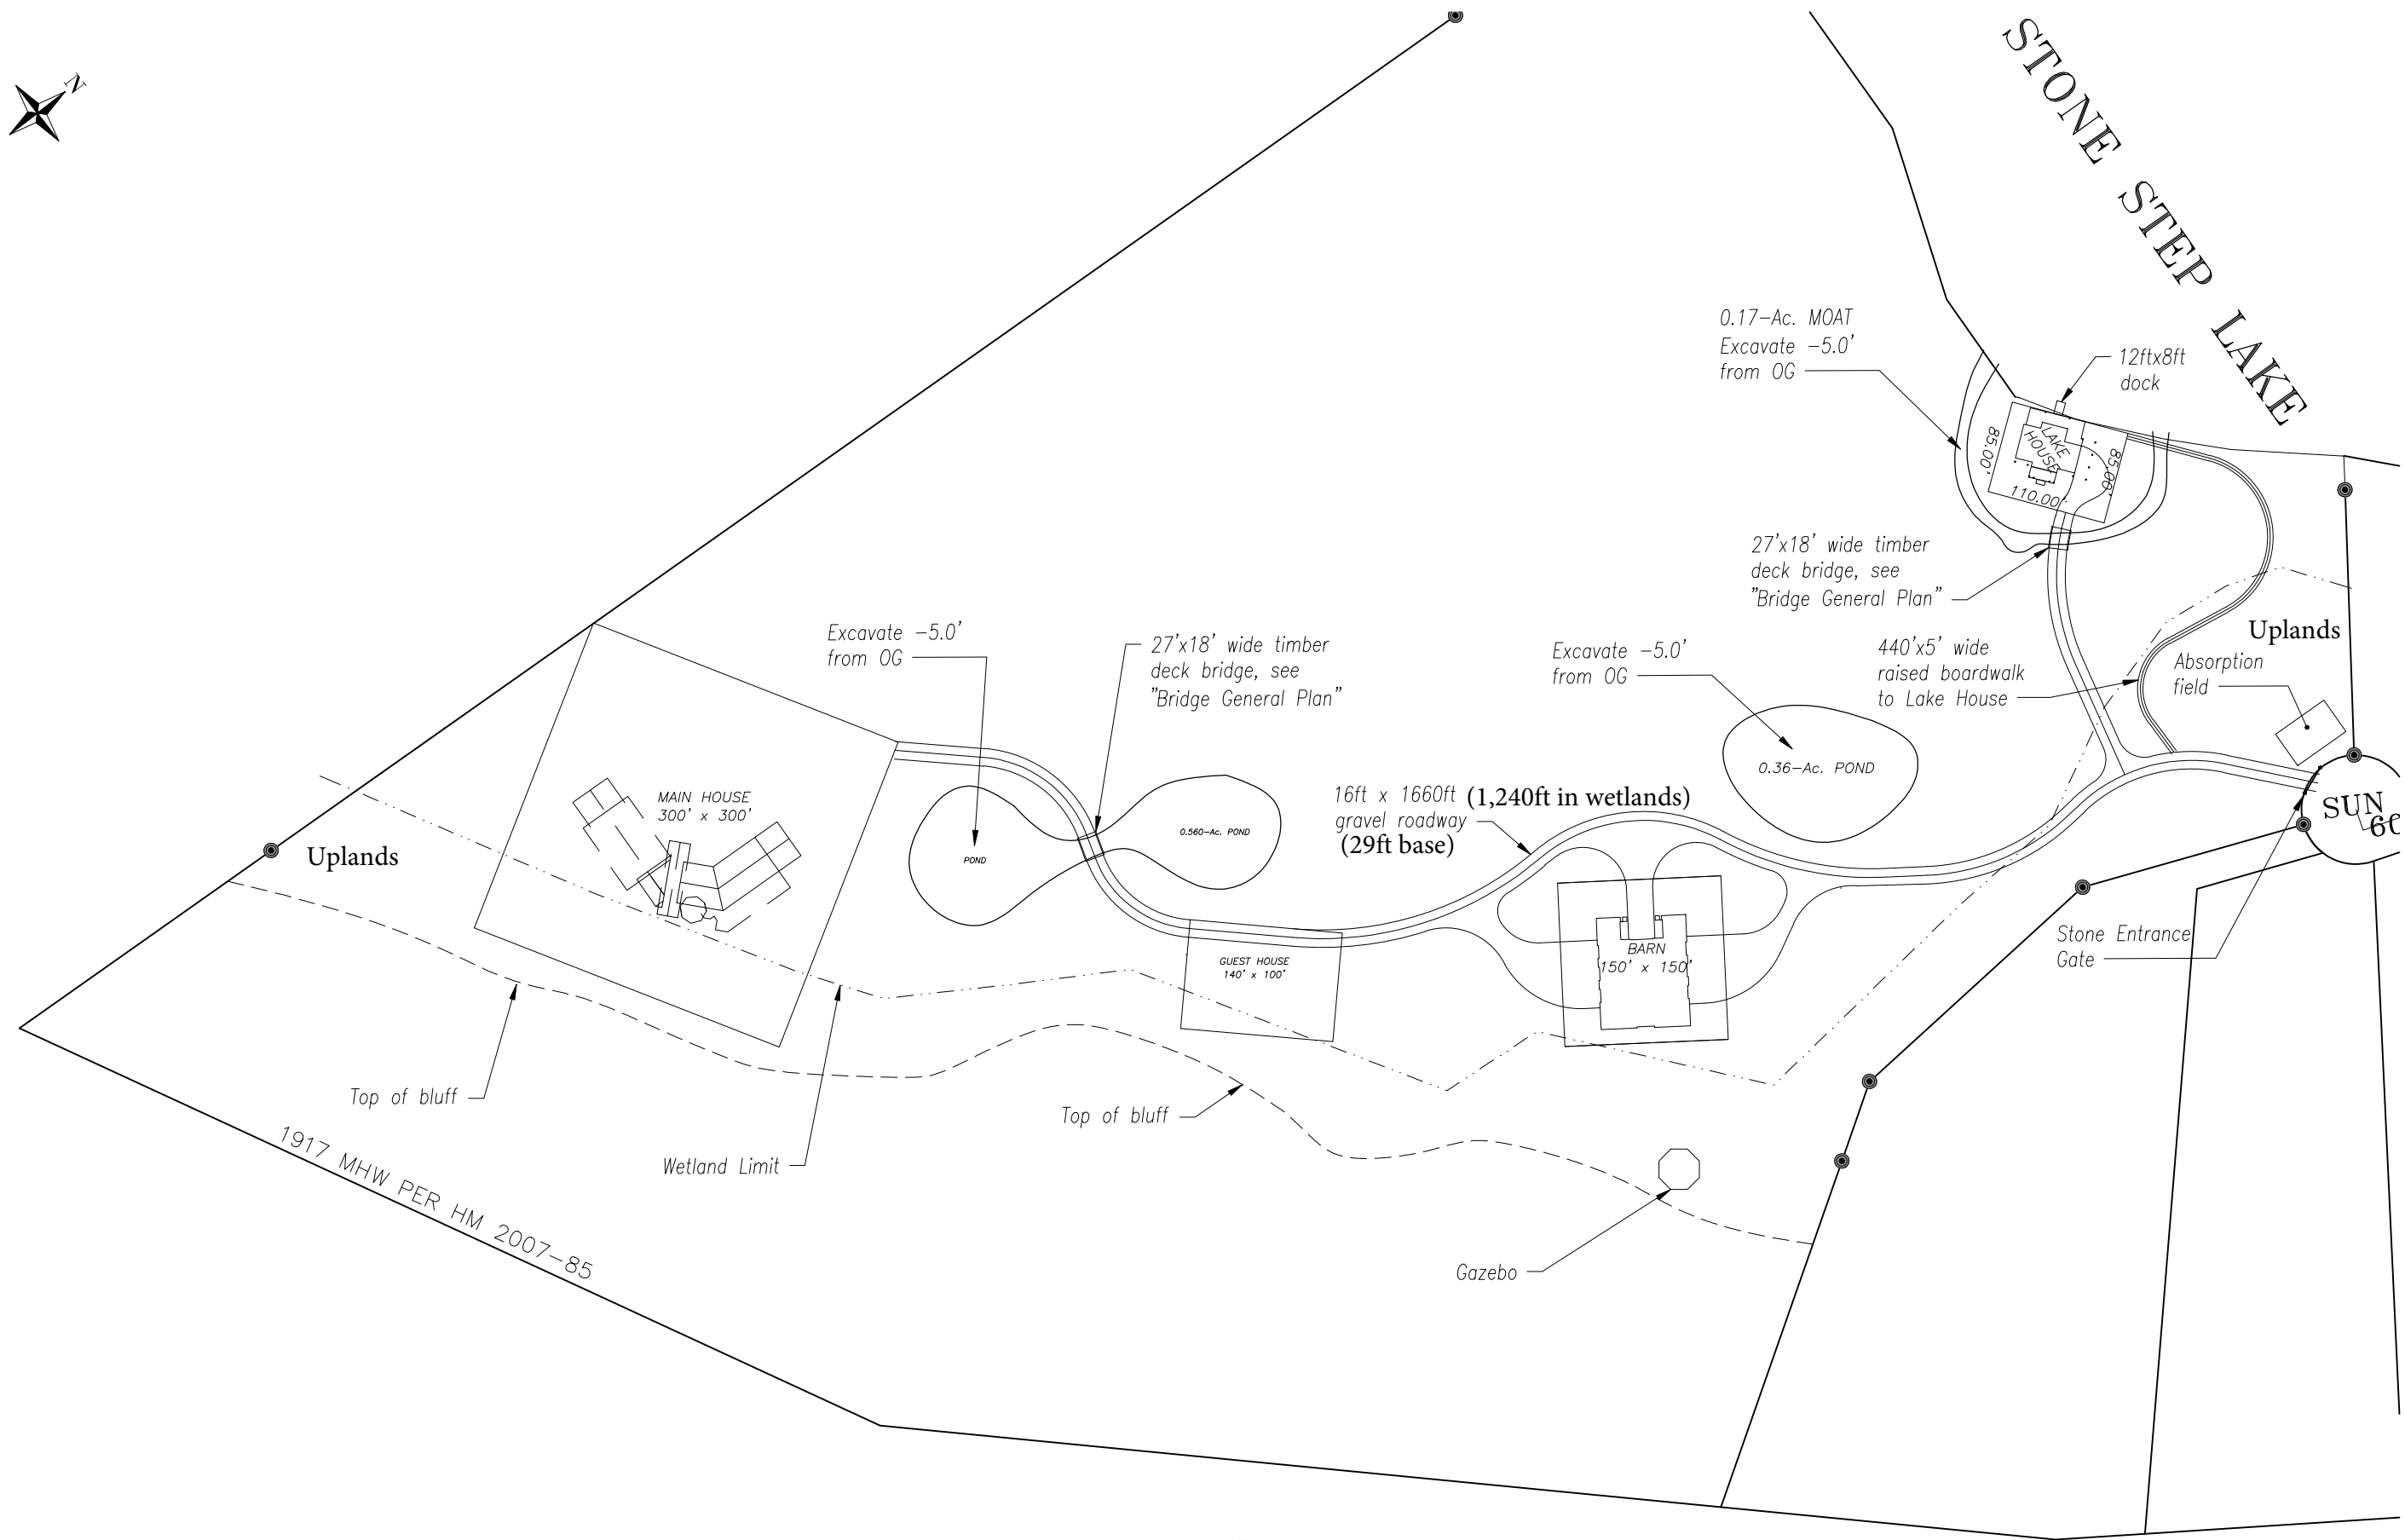 N
STONE STEP LAKE
0.17-Ac. MOAT
Excavate -5.0'
from OG
12ftx8ft
dock
LAKE
HOUSE
85.00'
85.00'
110.00'
27'x18' wide timber
deck bridge, see
"Bridge General Plan"
Uplands
440'x5' wide
raised boardwalk
to Lake House
Absorption
field
Excavate -5.0'
from OG
27'x18' wide timber
deck bridge, see
"Bridge General Plan"
Excavate -5.0'
from OG
0.36-Ac. POND
MAIN HOUSE
300' x 300'
16ft x 1660ft (1,240ft in wetlands)
gravel roadway
(29ft base)
SUN
60
0.560-Ac. POND
POND
Uplands
Stone Entrance
Gate
BARN
150' x 150'
GUEST HOUSE
140' x 100'
Top of bluff
Top of bluff
Wetland Limit
1917 MHW PER HM 2007-85
Gazebo